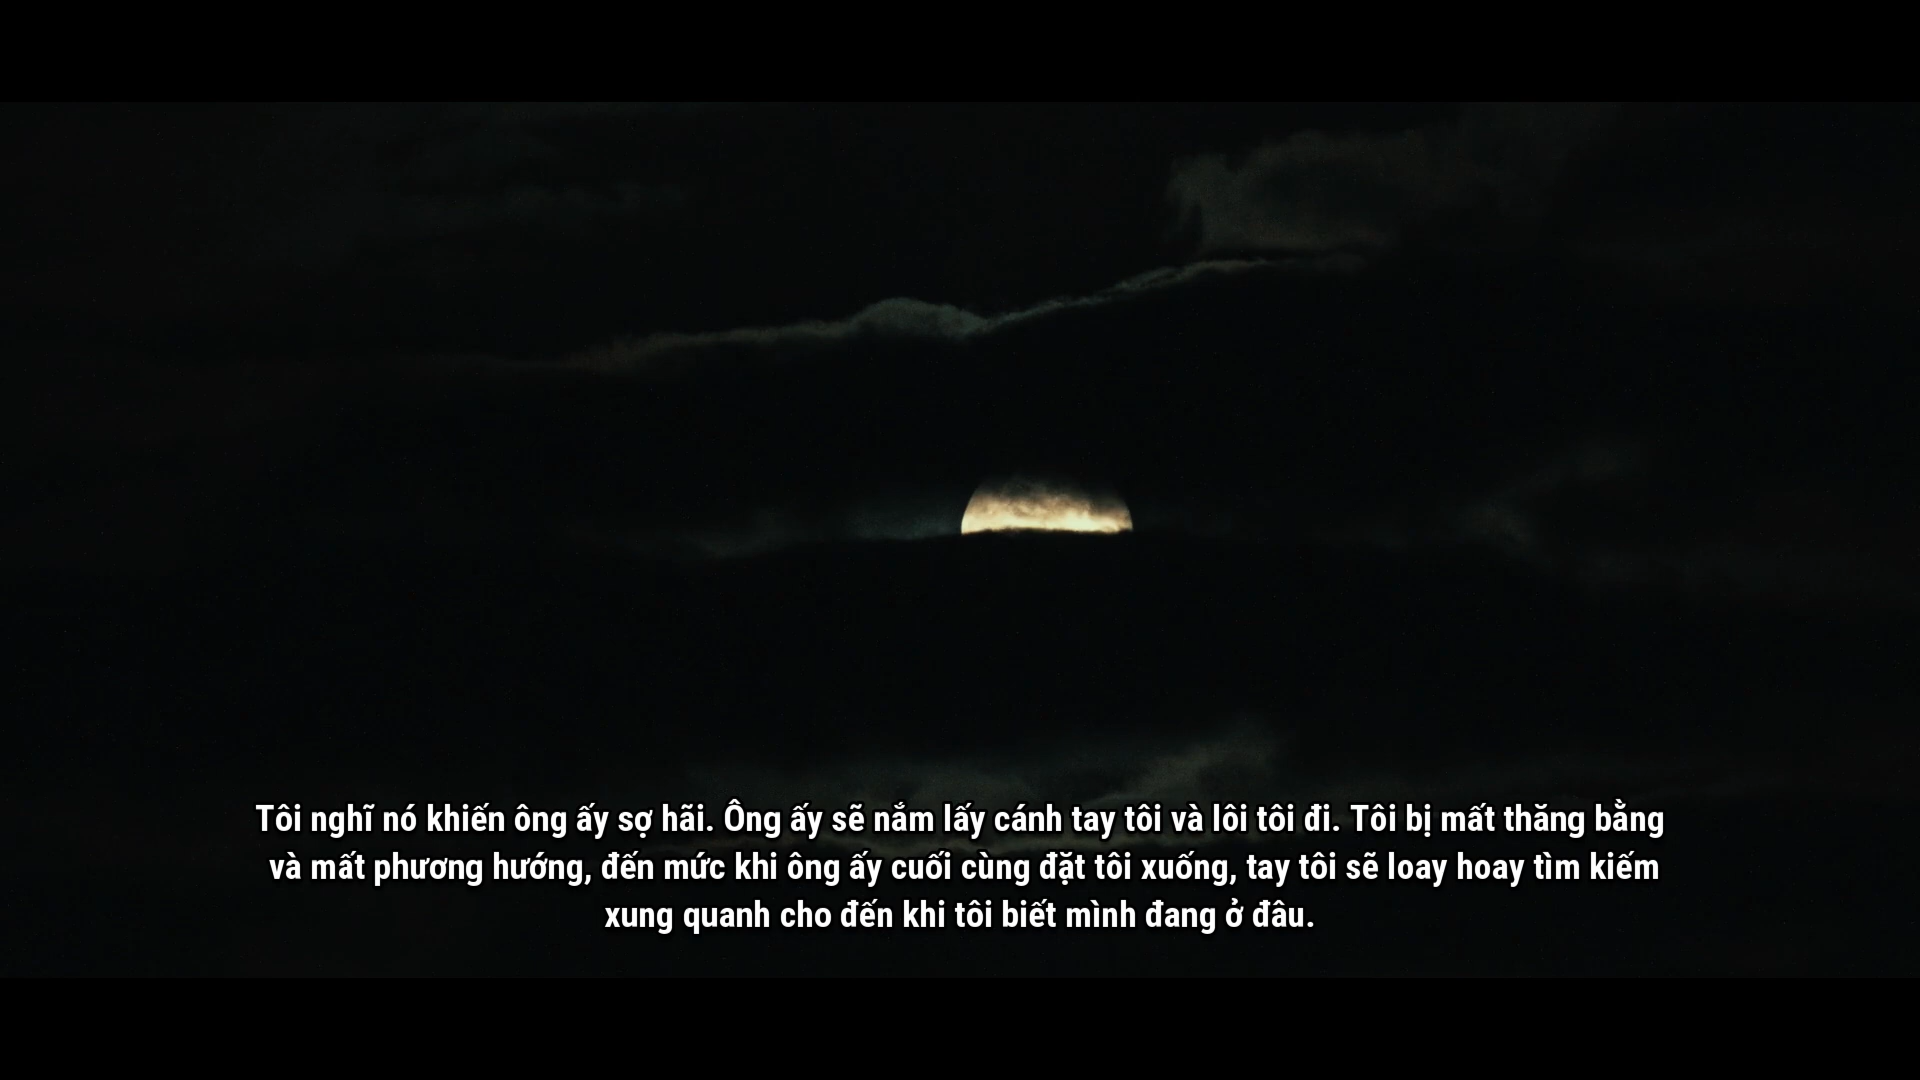 Tôi nghĩ nó khiến ông ấy sợ hãi. Ông ấy sẽ nắm lấy cánh tay tôi và lôi tôi đi. Tôi bị mất thăng bằng
và mất phương hướng, đến mức khi ông ấy cuối cùng đặt tôi xuống, tay tôi sẽ loay hoay tìm kiếm
xung quanh cho đến khi tôi biết mình đang ở đâu.